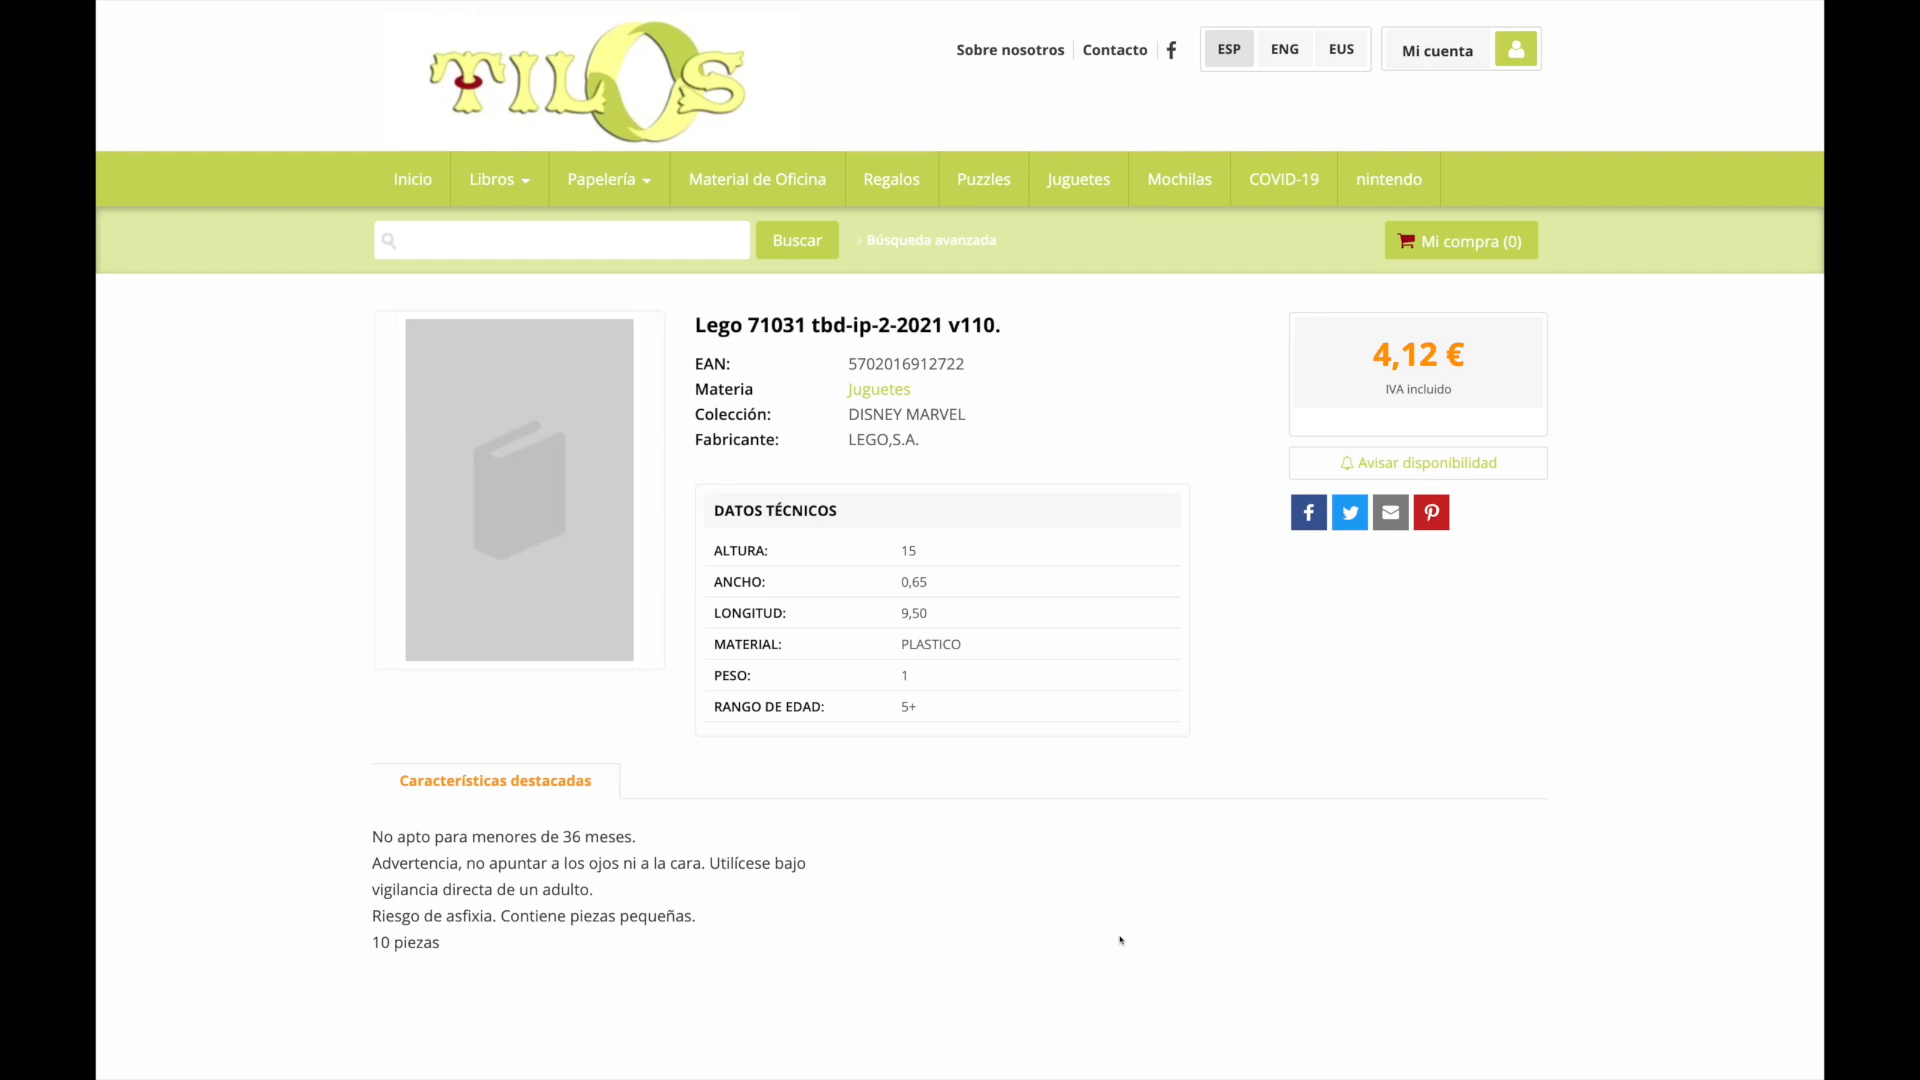 TILOS
Sobre nosotros
Contacto
ESP
ENG
EUS
Mi cuenta
Inicio
Libros
Papelería
Material de Oficina
Regalos
Puzzles
Juguetes
Mochilas
COVID-19
nintendo
Buscar
› Búsqueda avanzada
Mi compra (0)
Lego 71031 tbd-ip-2-2021 v110.
EAN: 5702016912722
Materia Juguetes
Colección: DISNEY MARVEL
Fabricante: LEGO,S.A.
4,12 €
IVA incluido
Avisar disponibilidad
DATOS TÉCNICOS
ALTURA: 15
ANCHO: 0,65
LONGITUD: 9,50
MATERIAL: PLASTICO
PESO: 1
RANGO DE EDAD: 5+
Características destacadas
No apto para menores de 36 meses.
Advertencia, no apuntar a los ojos ni a la cara. Utilícese bajo
vigilancia directa de un adulto.
Riesgo de asfixia. Contiene piezas pequeñas.
10 piezas